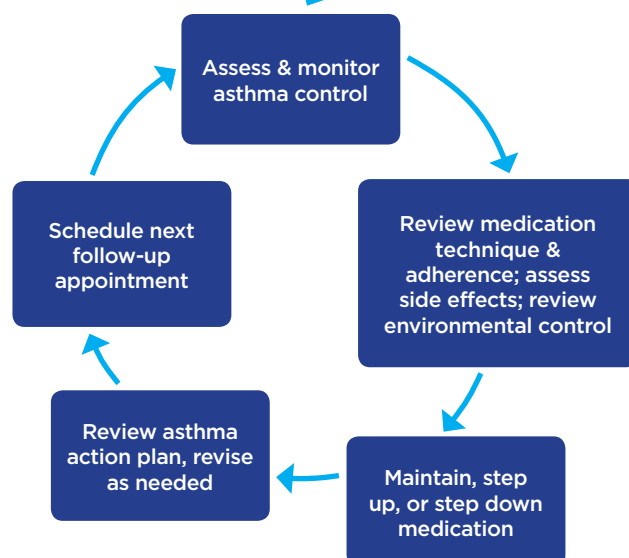 Assess & monitor
asthma control
Review medication
technique &
adherence; assess
side effects; review
environmental control
Maintain, step
up, or step down
medication
Review asthma
action plan, revise
as needed
Schedule next
follow-up
appointment